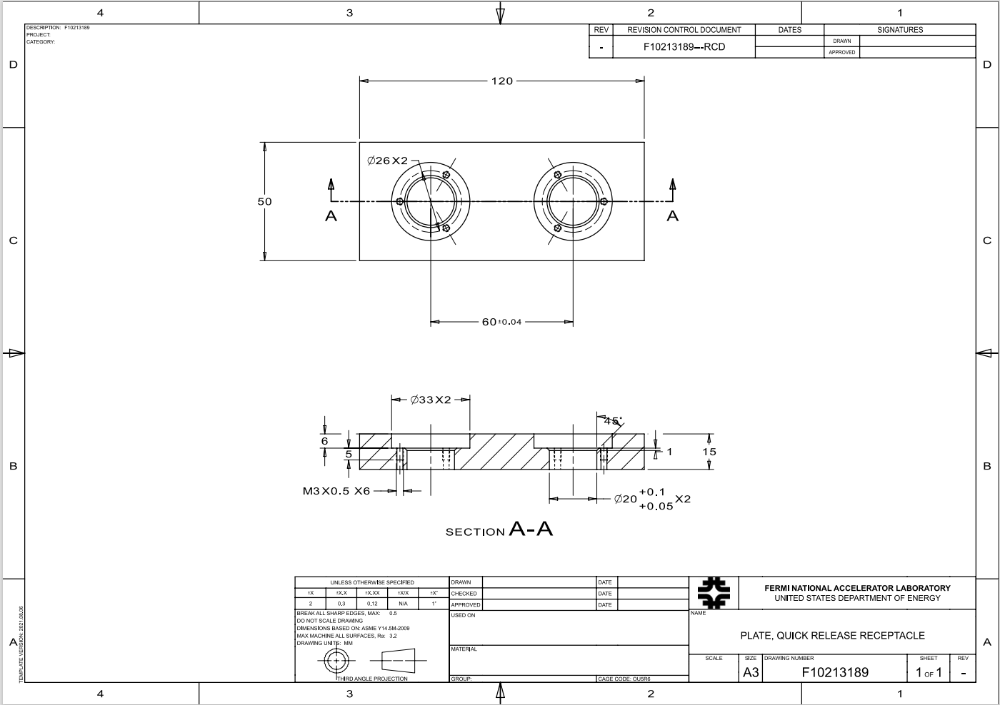 4 3 2 1
DESCRIPTION: F10213189
PROJECT:
CATEGORY:
REV REVISION CONTROL DOCUMENT DATES SIGNATURES
- F10213189---RCD DRAWN
APPROVED
D D
120
Ø26X2
50
A A
C C
60±0.04
Ø33X2
45°
6
5
1
15
B B
M3X0.5 X6
Ø20 +0.1 X2
+0.05
SECTION A-A
UNLESS OTHERWISE SPECIFIED
±X ±X,X ±X,XX ±X/X ±X°
2 0,3 0,12 N/A 1°
BREAK ALL SHARP EDGES, MAX: 0.5
DO NOT SCALE DRAWING
DIMENSIONS BASED ON: ASME Y14.5M-2009
MAX MACHINE ALL SURFACES, Ra: 3.2
DRAWING UNITS: MM
THIRD ANGLE PROJECTION
DRAWN DATE
CHECKED DATE
APPROVED DATE
USED ON
MATERIAL
GROUP: CAGE CODE: OU5R6
FERMI NATIONAL ACCELERATOR LABORATORY
UNITED STATES DEPARTMENT OF ENERGY
NAME
PLATE, QUICK RELEASE RECEPTACLE
SCALE SIZE DRAWING NUMBER SHEET REV
A3 F10213189 1 OF 1 -
A A
TEMPLATE VERSION: 2021.08.06
4 3 2 1